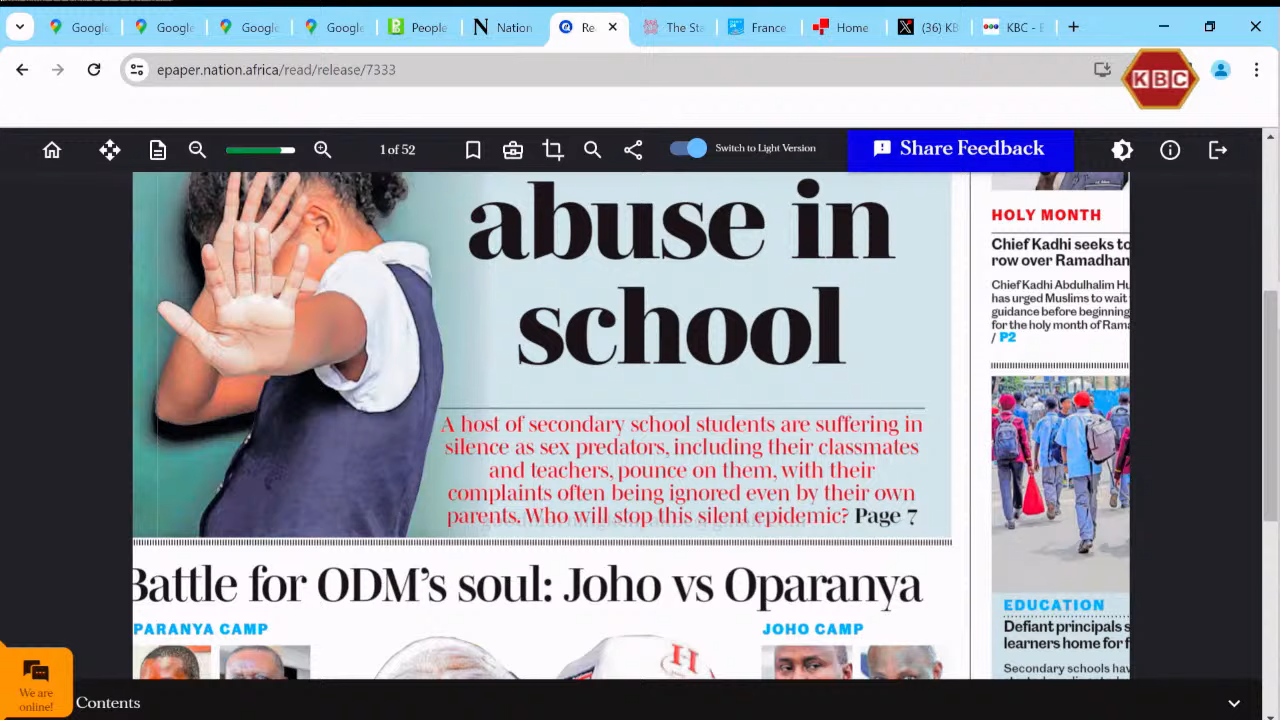 Google
Google
Google
Google
People
Nation
Re
The Sta
France
Home
(36) KB
KBC - E
epaper.nation.africa/read/release/7333
KBC
1 of 52
Switch to Light Version
Share Feedback
abuse in
school
A host of secondary school students are suffering in
silence as sex predators, including their classmates
and teachers, pounce on them, with their
complaints often being ignored even by their own
parents. Who will stop this silent epidemic? Page 7
HOLY MONTH
Chief Kadhi seeks to
row over Ramadhan
Chief Kadhi Abdulhalim Hu
has urged Muslims to wait
guidance before beginning
for the holy month of Rama
/ P2
Battle for ODM's soul: Joho vs Oparanya
PARANYA CAMP
JOHO CAMP
H
EDUCATION
Defiant principals s
learners home for f
Secondary schools hav
We are
online!
Contents